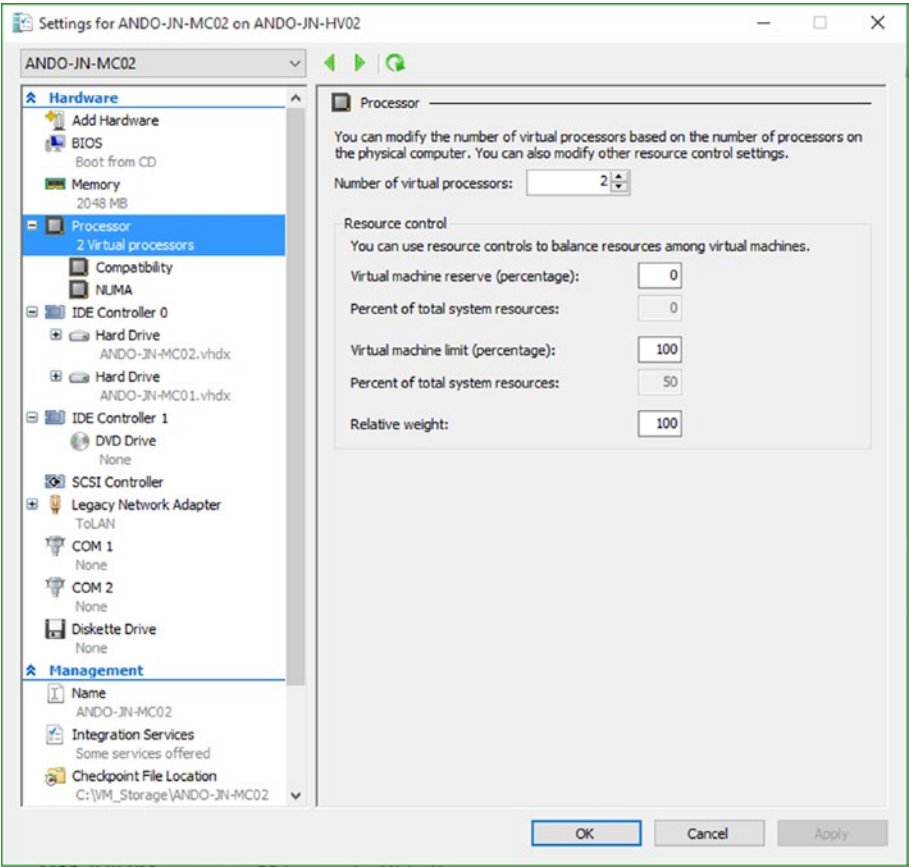 Settings for ANDO-JN-MC02 on ANDO-JN-HV02
ANDO-JN-MC02
Hardware
Add Hardware
BIOS
Boot from CD
Memory
2048 MB
Processor
2 Virtual processors
Compatibility
NUMA
IDE Controller 0
Hard Drive
ANDO-JN-MC02.vhdx
Hard Drive
ANDO-JN-MC01.vhdx
IDE Controller 1
DVD Drive
None
SCSI Controller
Legacy Network Adapter
ToLAN
COM 1
None
COM 2
None
Diskette Drive
None
Management
Name
ANDO-JN-MC02
Integration Services
Some services offered
Checkpoint File Location
C:\VM_Storage\ANDO-JN-MC02
Processor
You can modify the number of virtual processors based on the number of processors on
the physical computer. You can also modify other resource control settings.
Number of virtual processors: 2
Resource control
You can use resource controls to balance resources among virtual machines.
Virtual machine reserve (percentage): 0
Percent of total system resources: 0
Virtual machine limit (percentage): 100
Percent of total system resources: 50
Relative weight: 100
OK Cancel Apply